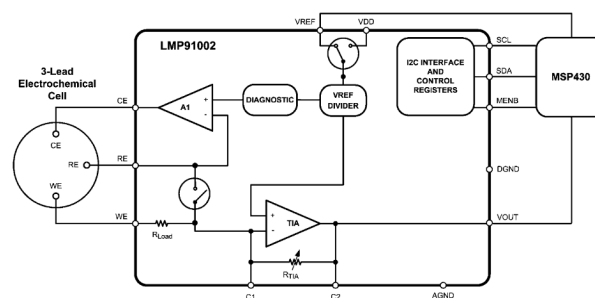 VREF
VDD
LMP91002
SCL
3-Lead
Electrochemical
Cell
I2C INTERFACE
AND
CONTROL
REGISTERS
SDA
MSP430
CE
A1
+
-
DIAGNOSTIC
VREF
DIVIDER
MENB
CE
RE
RE
DGND
WE
WE
RLoad
+
-
TIA
VOUT
RTIA
C1
C2
AGND